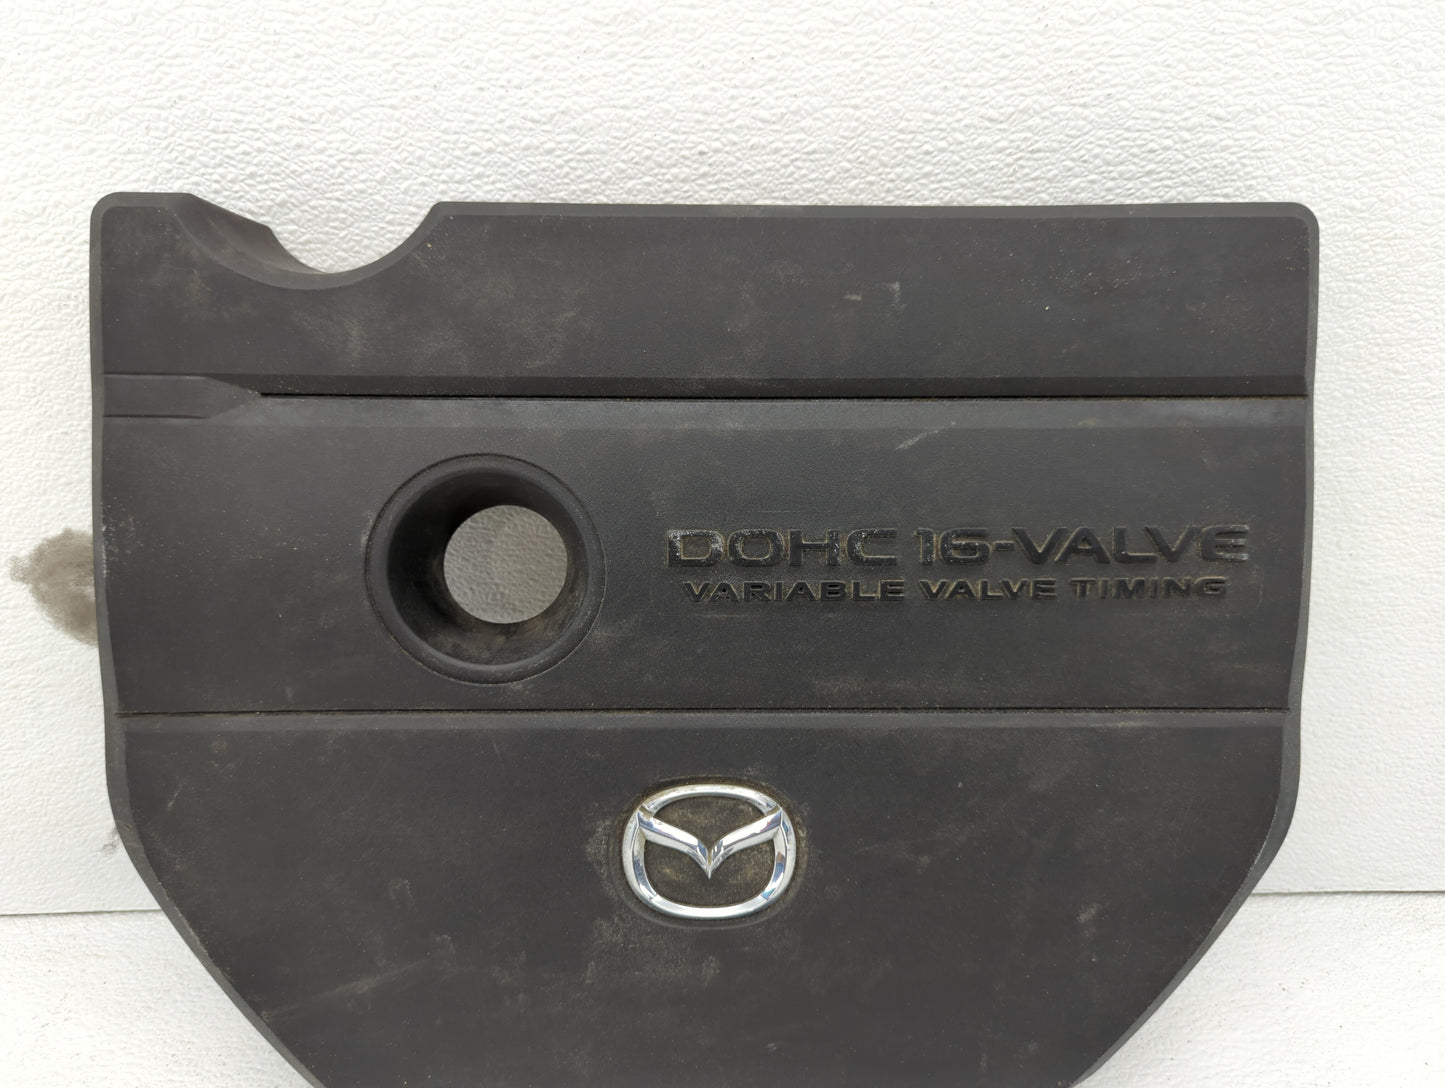 DOHC 16-VALVE
VARIABLE VALVE TIMING